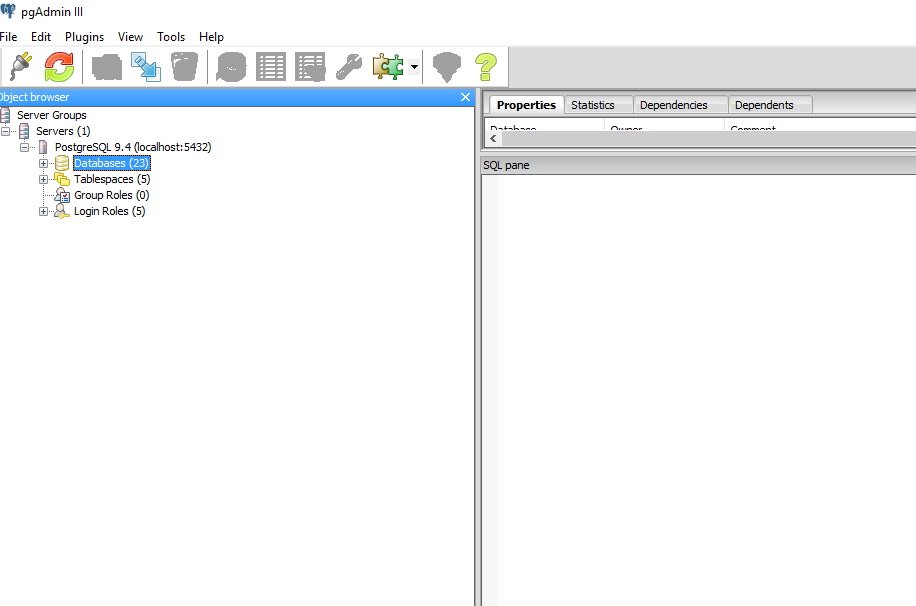 pgAdmin III
File Edit Plugins View Tools Help
Object browser
Server Groups
Servers (1)
PostgreSQL 9.4 (localhost:5432)
Databases (23)
Tablespaces (5)
Group Roles (0)
Login Roles (5)
Properties Statistics Dependencies Dependents
Database Owner Comment
SQL pane